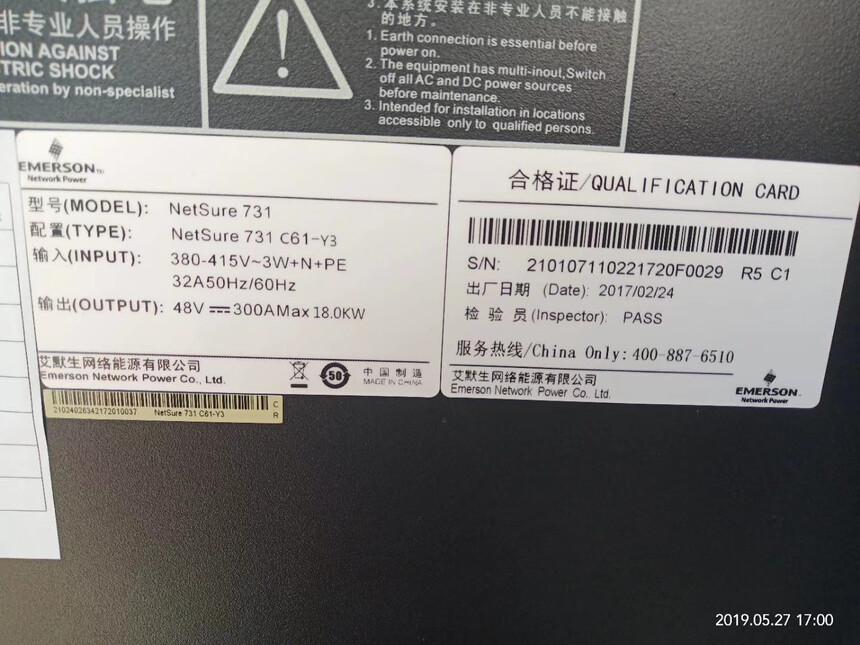 非专业人员操作
ION AGAINST
TRIC SHOCK
eration by non-specialist
3. 本系统安装在非专业人员不能接触
的地方。
1. Earth connection is essential before
power on.
2. The equipment has multi-inout,Switch
off all AC and DC power sources
before maintenance.
3. Intended for installation in locations
accessible only to qualified persons.
EMERSON™
Network Power
型号(MODEL): NetSure 731
配置(TYPE): NetSure 731 C61-Y3
输入(INPUT): 380-415V~3W+N+PE
32A50Hz/60Hz
输出(OUTPUT): 48V⎓300AMax 18.0KW
艾默生网络能源有限公司
Emerson Network Power Co., Ltd.
50
中国制造
MADE IN CHINA
21024026342172010037 NetSure 731 C61-Y3
C
R
合格证/QUALIFICATION CARD
S/N: 210107110221720F0029 R5 C1
出厂日期 (Date): 2017/02/24
检 验 员(Inspector): PASS
服务热线/China Only:400-887-6510
艾默生网络能源有限公司
Emerson Network Power Co., Ltd.
EMERSON™
Network Power
2019.05.27 17:00